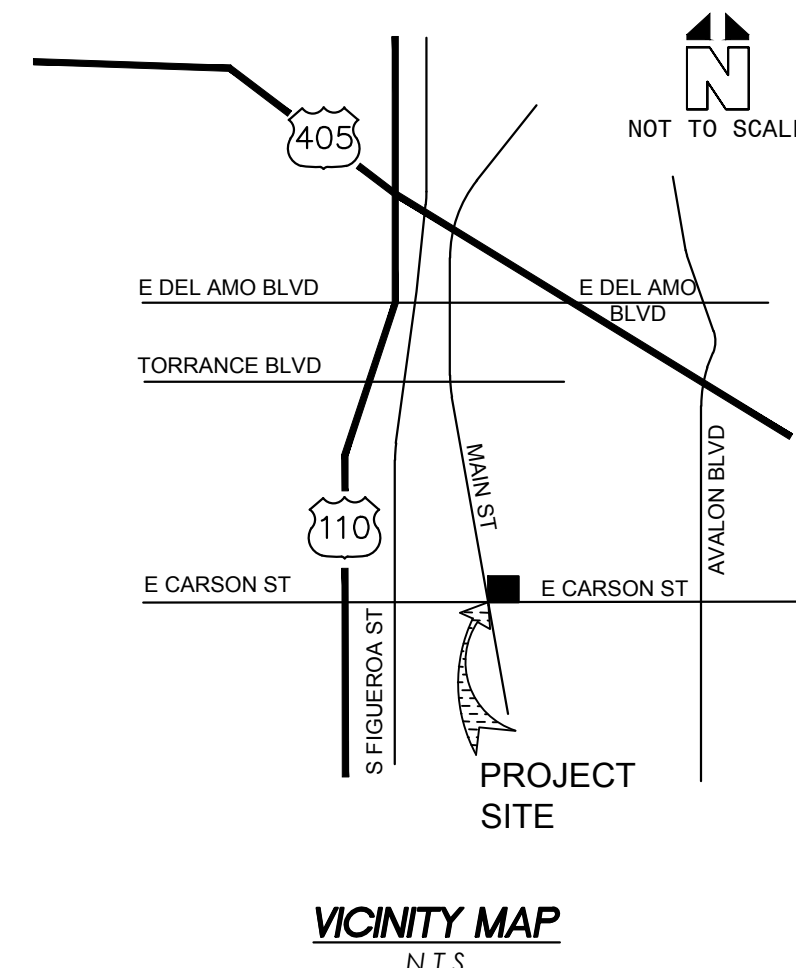 N
NOT TO SCAL
405
E DEL AMO BLVD
E DEL AMO
BLVD
TORRANCE BLVD
MAIN ST
AVALON BLVD
110
E CARSON ST
E CARSON ST
S FIGUEROA ST
PROJECT
SITE
VICINITY MAP
N.T.S.